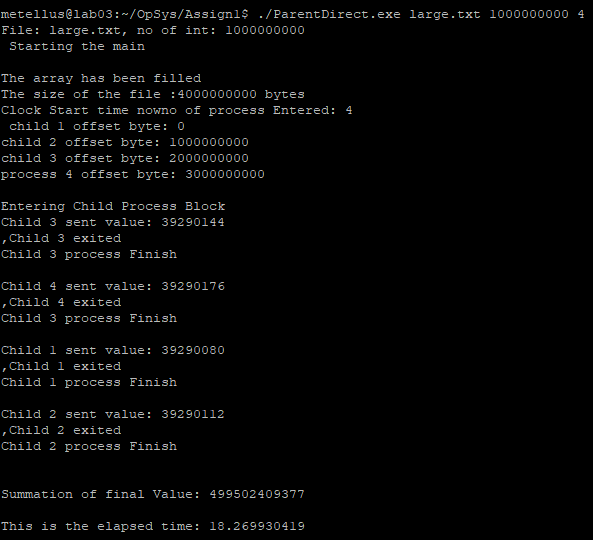 metellus@lab03:~/OpSys/Assign1$ ./ParentDirect.exe large.txt 1000000000 4
File: large.txt, no of int: 1000000000
 Starting the main

The array has been filled
The size of the file :4000000000 bytes
Clock Start time nowno of process Entered: 4
 child 1 offset byte: 0
child 2 offset byte: 1000000000
child 3 offset byte: 2000000000
process 4 offset byte: 3000000000

Entering Child Process Block
Child 3 sent value: 39290144
,Child 3 exited
Child 3 process Finish

Child 4 sent value: 39290176
,Child 4 exited
Child 3 process Finish

Child 1 sent value: 39290080
,Child 1 exited
Child 1 process Finish

Child 2 sent value: 39290112
,Child 2 exited
Child 2 process Finish


Summation of final Value: 499502409377

This is the elapsed time: 18.269930419